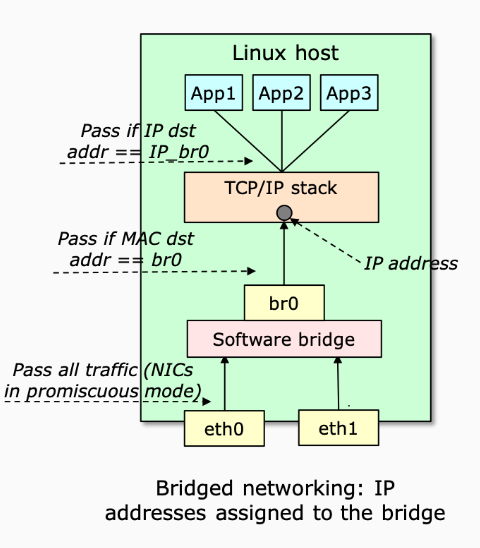 Linux host
App1 App2 App3
Pass if IP dst
addr == IP_br0
TCP/IP stack
Pass if MAC dst
addr == br0
IP address
br0
Software bridge
Pass all traffic (NICs
in promiscuous mode)
eth0 eth1
Bridged networking: IP
addresses assigned to the bridge